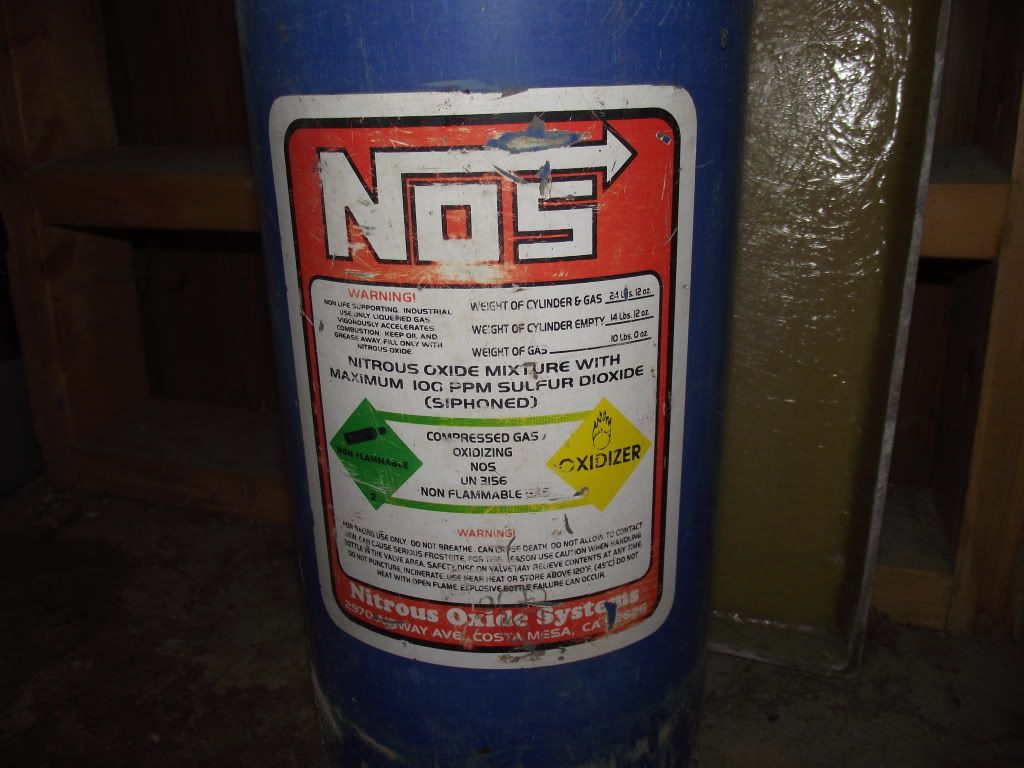 NOS
WARNING!
NON LIFE SUPPORTING. INDUSTRIAL
USE ONLY. LIQUEFIED GAS
VIGOROUSLY ACCELERATES
COMBUSTION. KEEP OIL AND
GREASE AWAY. FILL ONLY WITH
NITROUS OXIDE.
WEIGHT OF CYLINDER & GAS 24 Lbs. 12 oz.
WEIGHT OF CYLINDER EMPTY 14 Lbs. 12 oz.
WEIGHT OF GAS 10 Lbs. 0 oz.
NITROUS OXIDE MIXTURE WITH
MAXIMUM 100 PPM SULFUR DIOXIDE
(SIPHONED)
NON FLAMMABLE
2
COMPRESSED GAS /
OXIDIZING
NOS
UN 3156
NON FLAMMABLE GAS
OXIDIZER
WARNING!
FOR RACING USE ONLY. DO NOT BREATHE. CAN CAUSE DEATH. DO NOT ALLOW TO CONTACT
SKIN. CAN CAUSE SERIOUS FROSTBITE. FOR THIS REASON USE CAUTION WHEN HANDLING
BOTTLE IN THE VALVE AREA. SAFETY DISC ON VALVE MAY RELIEVE CONTENTS AT ANY TIME.
DO NOT PUNCTURE, INCINERATE, USE NEAR HEAT OR STORE ABOVE 120°F. (49°C) DO NOT
HEAT WITH OPEN FLAME. EXPLOSIVE BOTTLE FAILURE CAN OCCUR.
Nitrous Oxide Systems
2970 AVE, COSTA MESA, CA